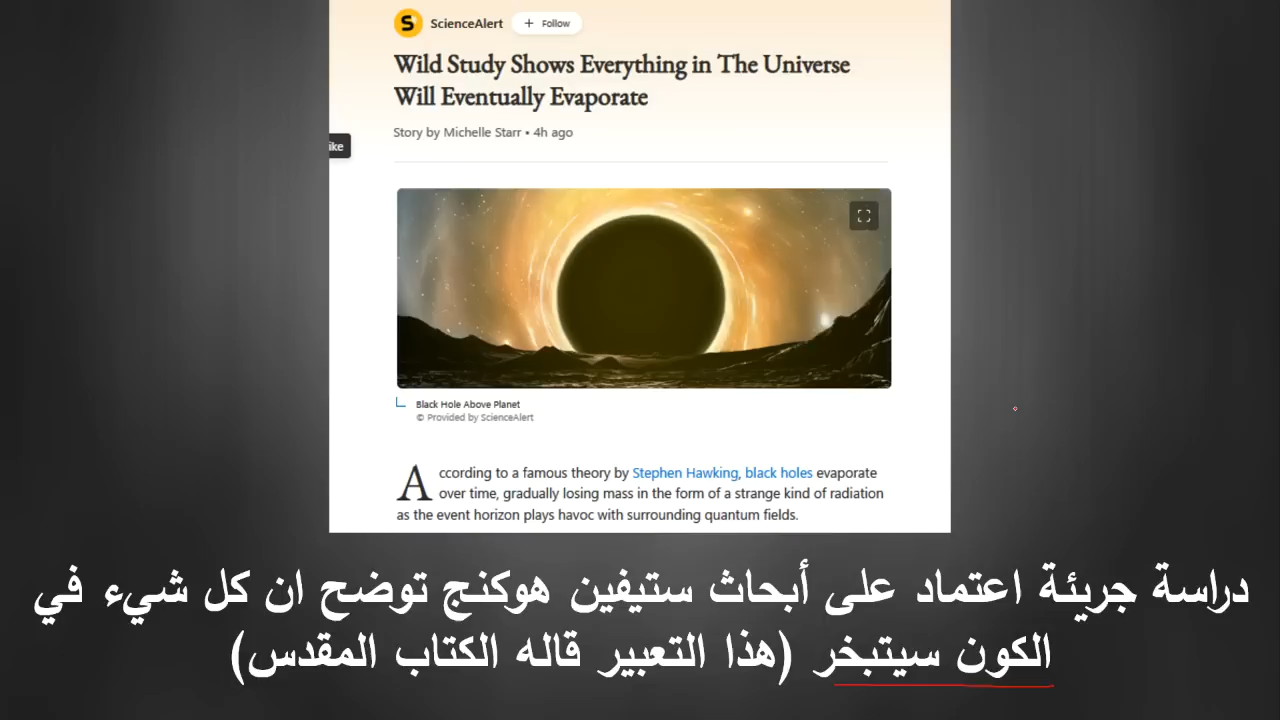 ScienceAlert
+ Follow
Wild Study Shows Everything in The Universe
Will Eventually Evaporate
Story by Michelle Starr • 4h ago
ike
Black Hole Above Planet
© Provided by ScienceAlert
According to a famous theory by Stephen Hawking, black holes evaporate
over time, gradually losing mass in the form of a strange kind of radiation
as the event horizon plays havoc with surrounding quantum fields.
دراسة جريئة اعتماد على أبحاث ستيفين هوكنج توضح ان كل شيء في
الكون سيتبخر (هذا التعبير قاله الكتاب المقدس)